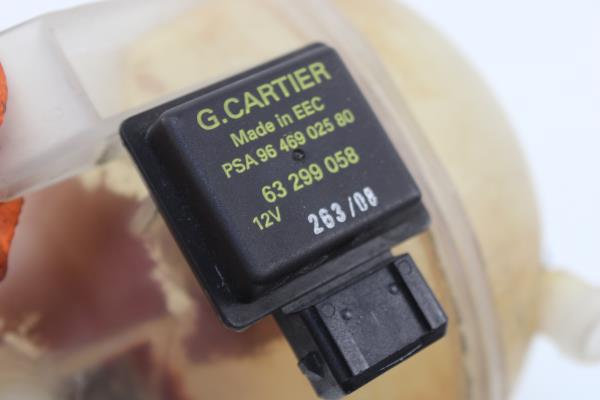 G.CARTIER
Made in EEC
PSA 96 469 025 80
63 299 058
12V
263/08